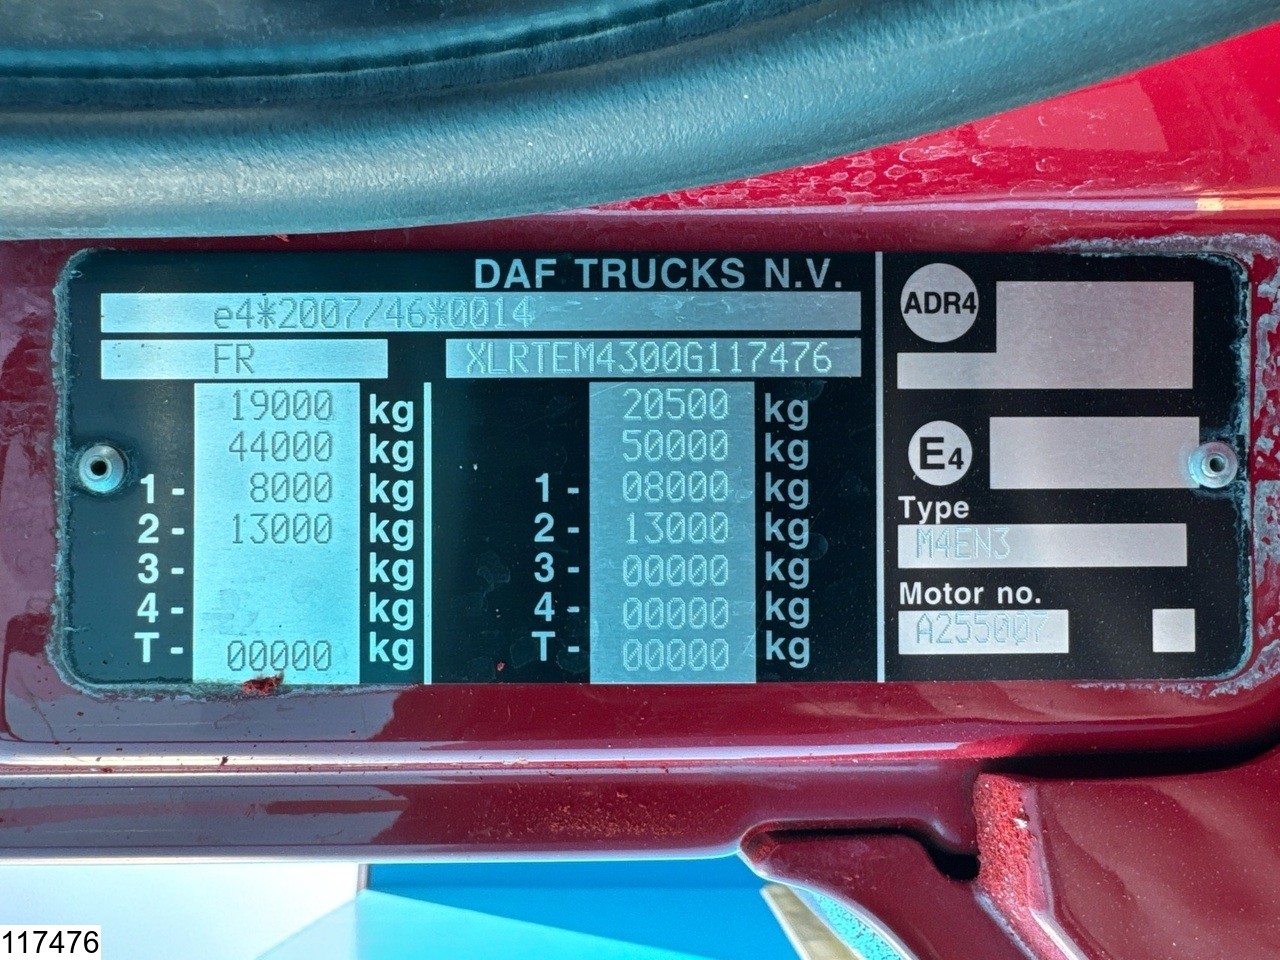 DAF TRUCKS N.V.
e4*2007/46*0014
FR XLRTEM4300G117476
19000 kg 20500 kg
44000 kg 50000 kg
1- 8000 kg 1- 08000 kg
2- 13000 kg 2- 13000 kg
3- kg 3- 00000 kg
4- kg 4- 00000 kg
T- 00000 kg T- 00000 kg
ADR4
E4
Type
M4EN3
Motor no.
A255007
117476